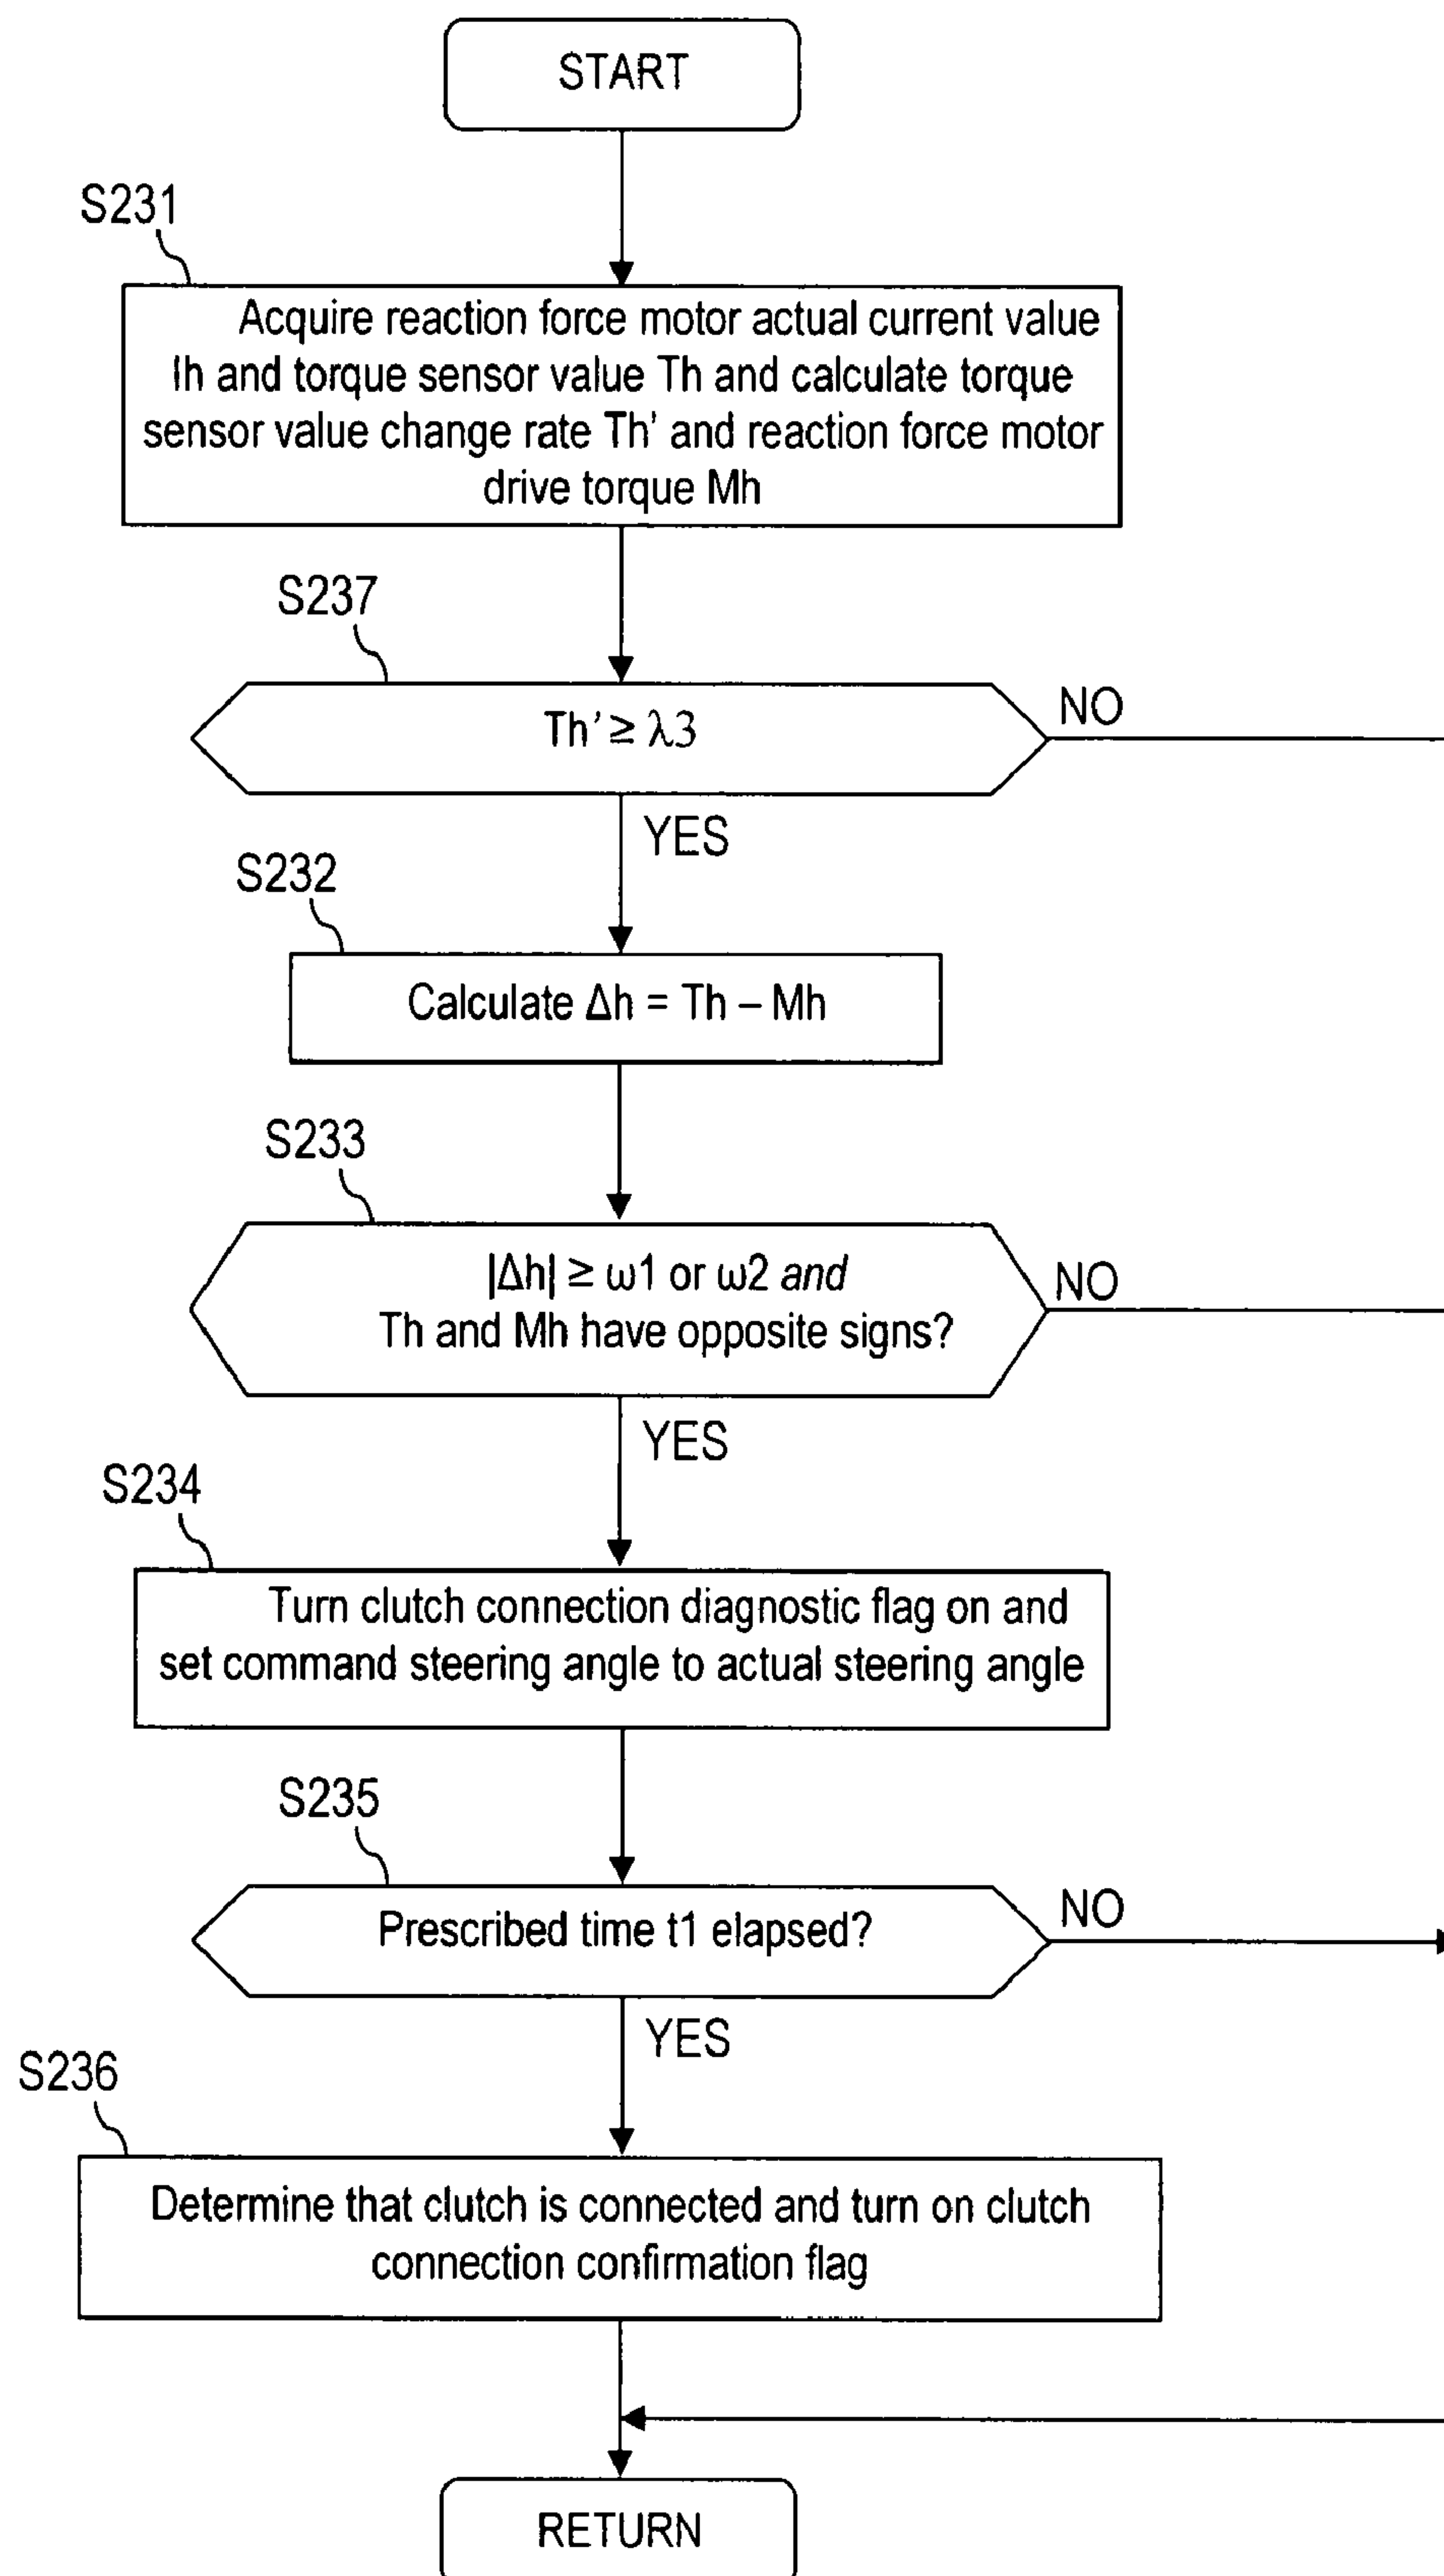 START
S231
Acquire reaction force motor actual current value
Ih and torque sensor value Th and calculate torque
sensor value change rate Th' and reaction force motor
drive torque Mh
S237
Th' ≥ λ3
NO
YES
S232
Calculate Δh = Th – Mh
S233
|Δh| ≥ ω1 or ω2 and
Th and Mh have opposite signs?
NO
YES
S234
Turn clutch connection diagnostic flag on and
set command steering angle to actual steering angle
S235
Prescribed time t1 elapsed?
NO
YES
S236
Determine that clutch is connected and turn on clutch
connection confirmation flag
RETURN